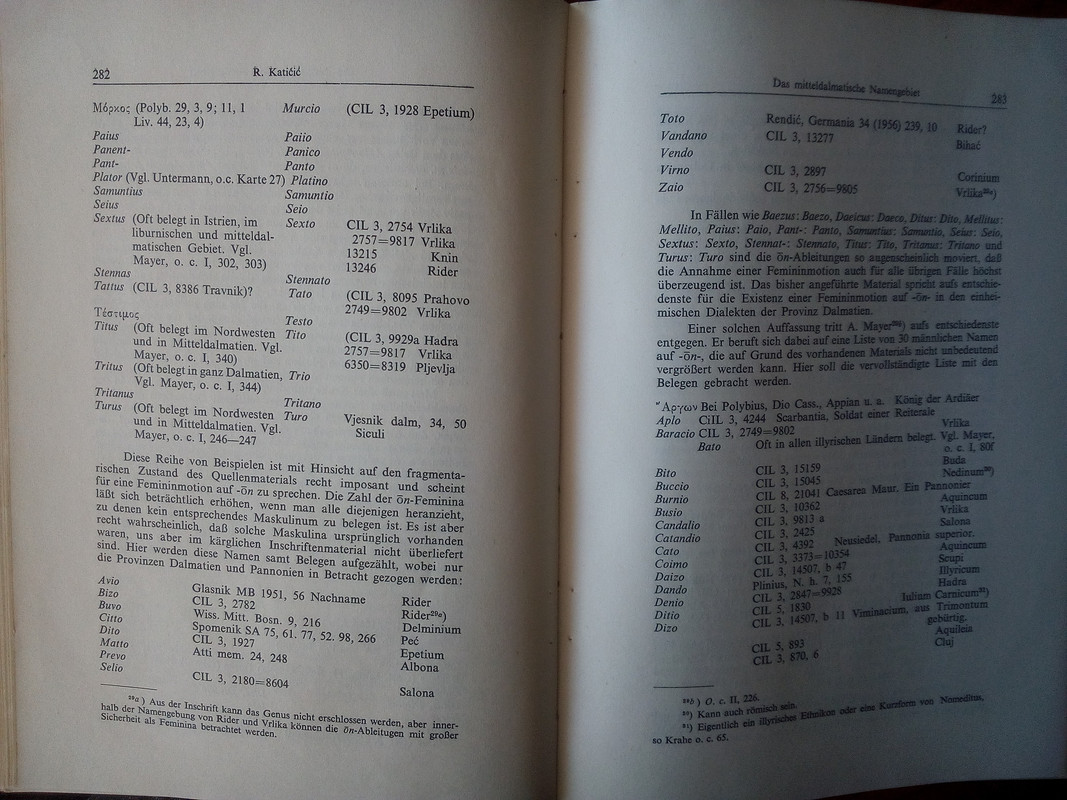 282
R. Katičić
Μόρκος (Polyb. 29, 3, 9; 11, 1 Murcio (CIL 3, 1928 Epetium)
Liv. 44, 23, 4)
Paius Paiio
Panent- Panico
Pant- Panto
Plator (Vgl. Untermann, o.c. Karte 27) Platino
Samuntius Samuntio
Seius Seio
Sextus (Oft belegt in Istrien, im Sexto CIL 3, 2754 Vrlika
liburnischen und mitteldal- 2757=9817 Vrlika
matischen Gebiet. Vgl. 13215 Knin
Mayer, o. c. I, 302, 303) 13246 Rider
Stennas Stennato
Tattus (CIL 3, 8386 Travnik)? Tato (CIL 3, 8095 Prahovo
2749=9802 Vrlika
Τέστιμος Testo
Titus (Oft belegt im Nordwesten Tito (CIL 3, 9929a Hadra
und in Mitteldalmatien. Vgl. 2757=9817 Vrlika
Mayer, o. c. I, 340) 6350=8319 Pljevlja
Tritus (Oft belegt in ganz Dalmatien, Trio
Vgl. Mayer, o. c. I, 344)
Tritanus Tritano
Turus (Oft belegt im Nordwesten Turo Vjesnik dalm, 34, 50
und in Mitteldalmatien. Vgl. Siculi
Mayer, o. c. I, 246—247
Diese Reihe von Beispielen ist mit Hinsicht auf den fragmenta-
rischen Zustand des Quellenmaterials recht imposant und scheint
für eine Femininmotion auf -ōn zu sprechen. Die Zahl der ōn-Feminina
läßt sich beträchtlich erhöhen, wenn man alle diejenigen heranzieht,
zu denen kein entsprechendes Maskulinum zu belegen ist. Es ist aber
recht wahrscheinlich, daß solche Maskulina ursprünglich vorhanden
waren, uns aber im kärglichen Inschriftenmaterial nicht überliefert
sind. Hier werden diese Namen samt Belegen aufgezählt, wobei nur
die Provinzen Dalmatien und Pannonien in Betracht gezogen werden:
Avio Glasnik MB 1951, 56 Nachname Rider
Bizo CIL 3, 2782 Rider²⁹ᵃ)
Buvo Wiss. Mitt. Bosn. 9, 216 Delminium
Citto Spomenik SA 75, 61. 77, 52. 98, 266 Peć
Dito CIL 3, 1927 Epetium
Matto Atti mem. 24, 248 Albona
Prevo
Selio CIL 3, 2180=8604 Salona
²⁹ᵃ) Aus der Inschrift kann das Genus nicht erschlossen werden, aber inner-
halb der Namengebung von Rider und Vrlika können die ōn-Ableitugen mit großer
Sicherheit als Feminina betrachtet werden.
Das mitteldalmatische Namengebiet
283
Toto Rendić, Germania 34 (1956) 239, 10 Rider?
Vandano CIL 3, 13277 Bihać
Vendo
Virno CIL 3, 2897 Corinium
Zaio CIL 3, 2756=9805 Vrlika²⁹ᵃ)
In Fällen wie Baezus: Baezo, Daeicus: Daeco, Ditus: Dito, Mellitus:
Mellito, Paius: Paio, Pant-: Panto, Samuntius: Samuntio, Seius: Seio,
Sextus: Sexto, Stennat-: Stennato, Titus: Tito, Tritanus: Tritano und
Turus: Turo sind die ōn-Ableitungen so augenscheinlich moviert, daß
die Annahme einer Femininmotion auch für alle übrigen Fälle höchst
überzeugend ist. Das bisher angeführte Material spricht aufs entschie-
denste für die Existenz einer Femininmotion auf -ōn- in den einhei-
mischen Dialekten der Provinz Dalmatien.
Einer solchen Auffassung tritt A. Mayer²⁹ᵇ) aufs entschiedenste
entgegen. Er beruft sich dabei auf eine Liste von 30 männlichen Namen
auf -ōn-, die auf Grund des vorhandenen Materials nicht unbedeutend
vergrößert werden kann. Hier soll die vervollständigte Liste mit den
Belegen gebracht werden.
Ἄργων Bei Polybius, Dio Cass., Appian u. a. König der Ardiäer
Aplo CiIL 3, 4244 Scarbantia, Soldat einer Reiterale
Baracio CIL 3, 2749=9802 Vrlika
Bato Oft in allen illyrischen Ländern belegt. Vgl. Mayer,
o. c. I, 80f
Bito CIL 3, 15159 Buda
Buccio CIL 3, 15045 Nedinum³⁰)
Burnio CIL 8, 21041 Caesarea Maur. Ein Pannonier
Busio CIL 3, 10362 Aquincum
Candalio CIL 3, 9813 a Vrlika
Catandio CIL 3, 2425 Salona
Cato CIL 3, 4392 Neusiedel, Pannonia superior.
Coimo CIL 3, 3373=10354 Aquincum
Daizo CIL 3, 14507, b 47 Scupi
Dando Plinius, N. h. 7, 155 Illyricum
Denio CIL 3, 2847=9928 Hadra
Ditio CIL 5, 1830 Iulium Carnicum³¹)
Dizo CIL 3, 14507, b 11 Viminacium, aus Trimontum
gebürtig.
CIL 5, 893 Aquileia
CIL 3, 870, 6 Cluj
²⁹ᵇ) O. c. II, 226.
³⁰) Kann auch römisch sein.
³¹) Eigentlich ein illyrisches Ethnikon oder eine Kurzform von Nomeditus,
so Krahe o. c. 65.